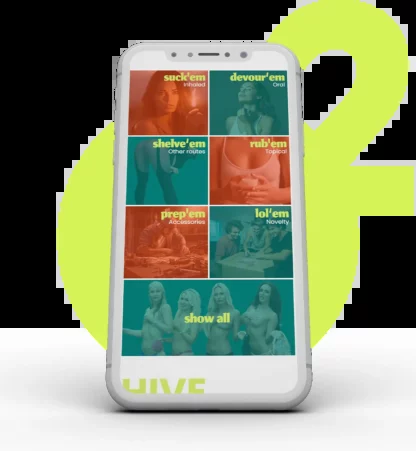 suck'em
Inhaled
devour'em
Oral
shelve'em
Other routes
rub'em
Topical
prep'em
Accessories
lol'em
Novelty
show all
HIVE